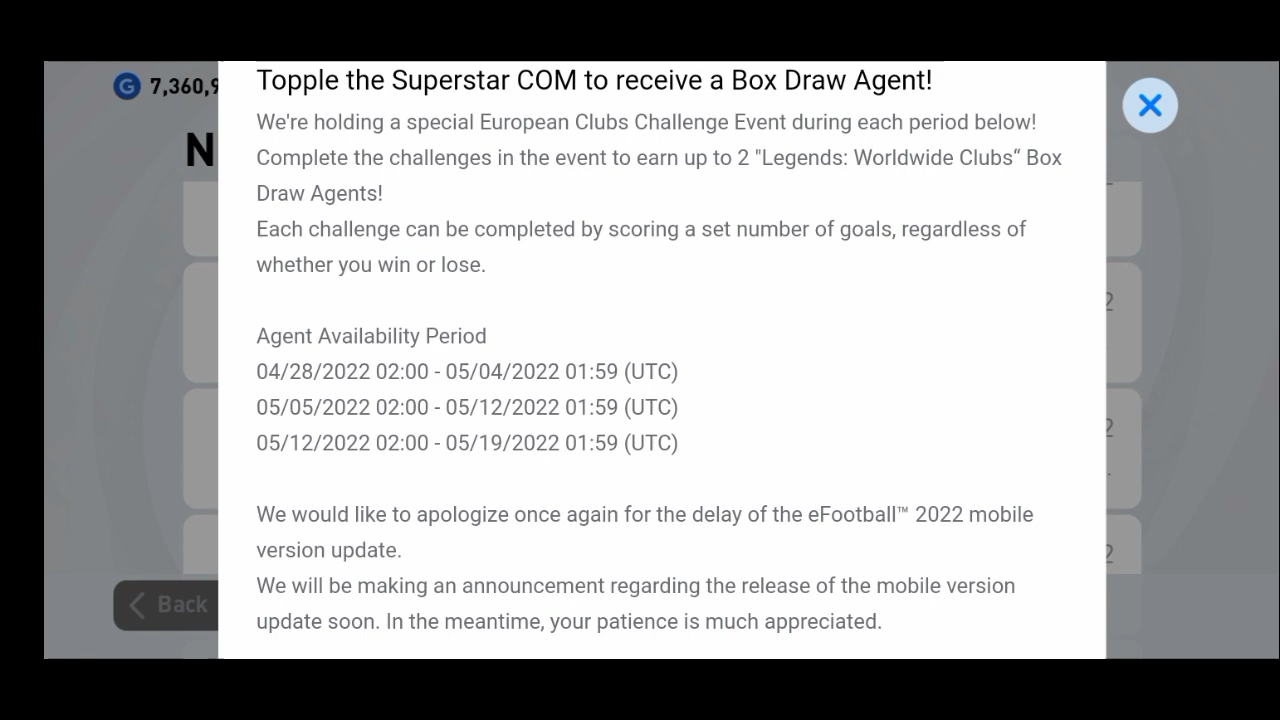 Topple the Superstar COM to receive a Box Draw Agent!
G 7,360,9
We're holding a special European Clubs Challenge Event during each period below!
N
Complete the challenges in the event to earn up to 2 "Legends: Worldwide Clubs“ Box
Draw Agents!
Each challenge can be completed by scoring a set number of goals, regardless of
whether you win or lose.
2
Agent Availability Period
04/28/2022 02:00 - 05/04/2022 01:59 (UTC)
05/05/2022 02:00 - 05/12/2022 01:59 (UTC)
2
05/12/2022 02:00 - 05/19/2022 01:59 (UTC)
We would like to apologize once again for the delay of the eFootball™ 2022 mobile
version update.
2
We will be making an announcement regarding the release of the mobile version
Back
update soon. In the meantime, your patience is much appreciated.